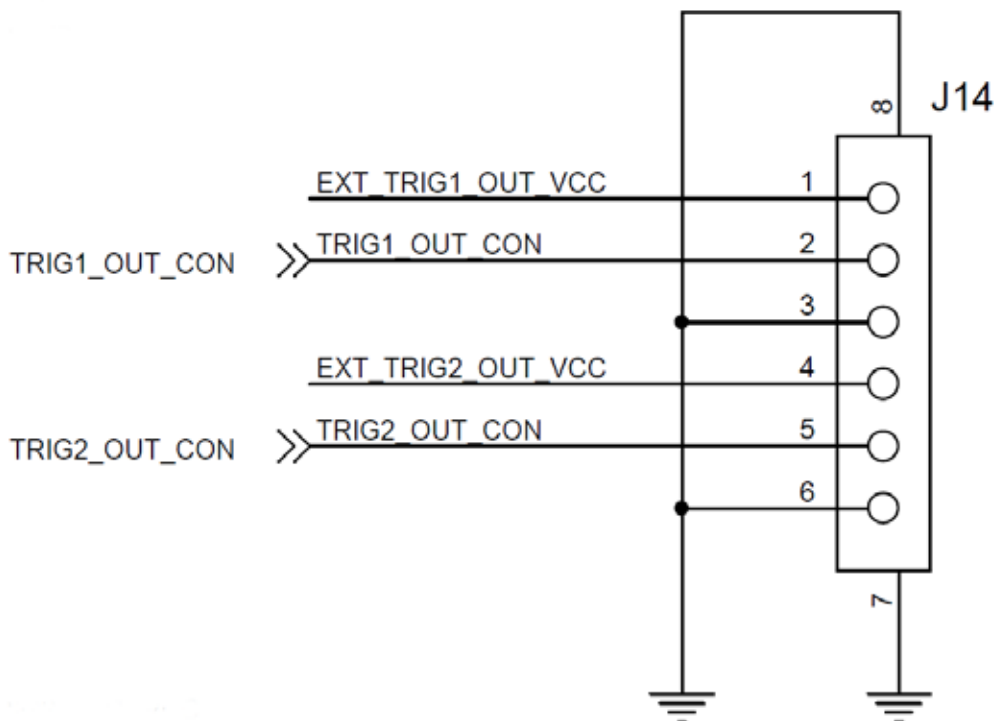 8
J14
EXT_TRIG1_OUT_VCC 1
TRIG1_OUT_CON TRIG1_OUT_CON 2
3
EXT_TRIG2_OUT_VCC 4
TRIG2_OUT_CON TRIG2_OUT_CON 5
6
7